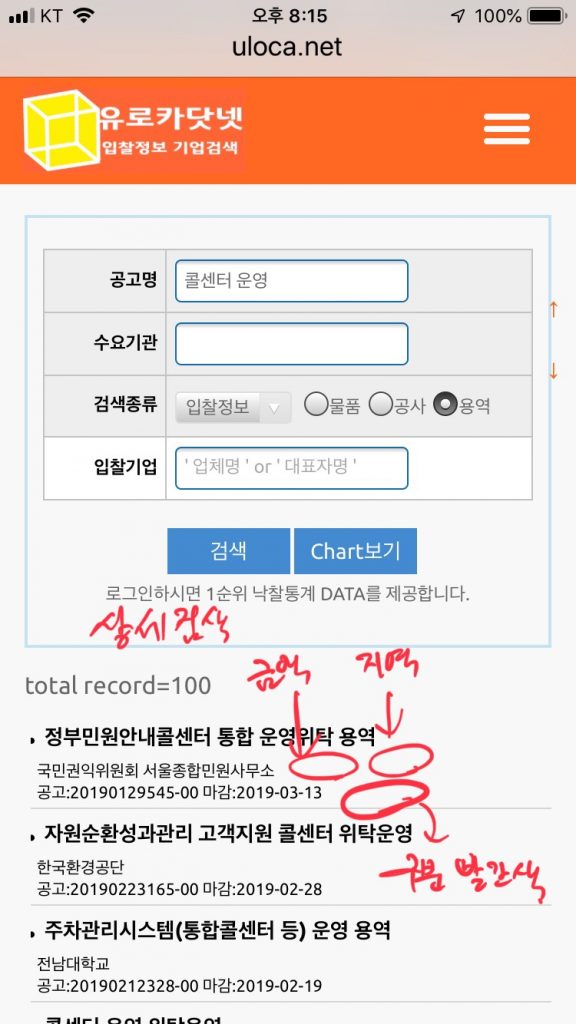 KT 오후 8:15 100%
uloca.net
유로카닷넷
입찰정보 기업검색
공고명 콜센터 운영
수요기관
검색종류 입찰정보 물품 공사 용역
입찰기업 ' 업체명 ' or ' 대표자명 '
검색 Chart보기
로그인하시면 1순위 낙찰통계 DATA를 제공합니다.
상세검색
금액 지역
total record=100
정부민원안내콜센터 통합 운영위탁 용역
국민권익위원회 서울종합민원사무소
공고:20190129545-00 마감:2019-03-13
자원순환성과관리 고객지원 콜센터 위탁운영
한국환경공단
구분 빨간색
공고:20190223165-00 마감:2019-02-28
주차관리시스템(통합콜센터 등) 운영 용역
전남대학교
공고:20190212328-00 마감:2019-02-19